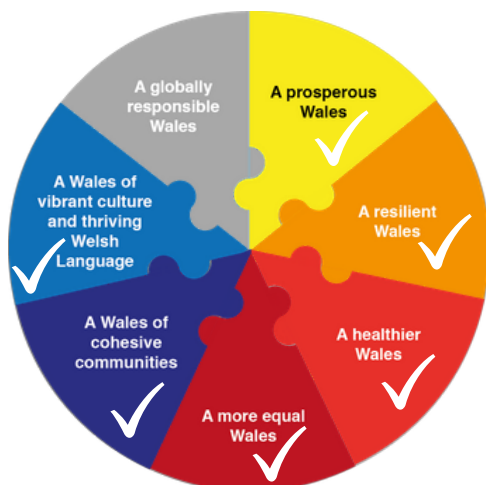 A prosperous
Wales
A resilient
Wales
A healthier
Wales
A more equal
Wales
A Wales of
cohesive
communities
A Wales of
vibrant culture
and thriving
Welsh
Language
A globally
responsible
Wales